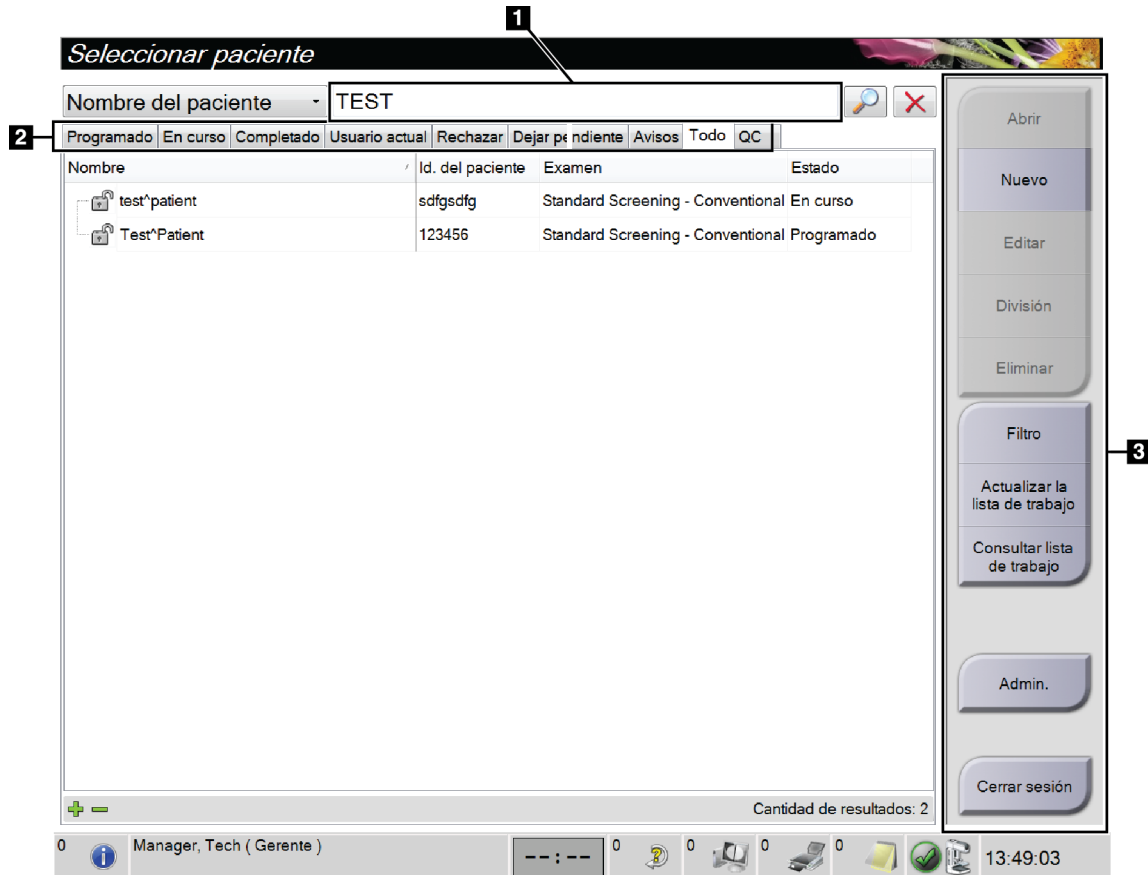 1
Seleccionar paciente
Nombre del paciente TEST
2
Programado En curso Completado Usuario actual Rechazar Dejar pendiente Avisos Todo QC
Nombre Id. del paciente Examen Estado
test^patient sdfgsdfg Standard Screening - Conventional En curso
Test^Patient 123456 Standard Screening - Conventional Programado
Abrir
Nuevo
Editar
División
Eliminar
Filtro
3
Actualizar la
lista de trabajo
Consultar lista
de trabajo
Admin.
Cerrar sesión
Cantidad de resultados: 2
0 Manager, Tech ( Gerente ) --:-- 0 0 0 0 13:49:03